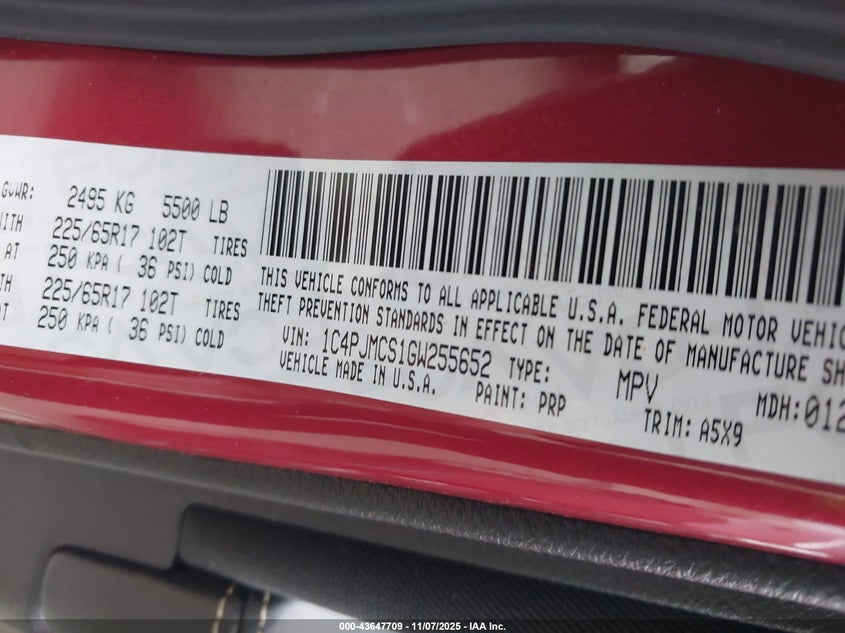 GVWR: 2495 KG 5500 LB
WITH 225/65R17 102T TIRES
AT 250 KPA ( 36 PSI) COLD
225/65R17 102T TIRES
250 KPA ( 36 PSI) COLD
THIS VEHICLE CONFORMS TO ALL APPLICABLE U.S.A. FEDERAL MOTOR VEHIC
THEFT PREVENTION STANDARDS IN EFFECT ON THE DATE OF MANUFACTURE SH
VIN: 1C4PJMCS1GW255652 TYPE: MPV MDH:012
VEHICLE MADE IN U.S.A. PAINT: PRP TRIM: A5X9
000-43647709 - 11/07/2025 - IAA Inc.